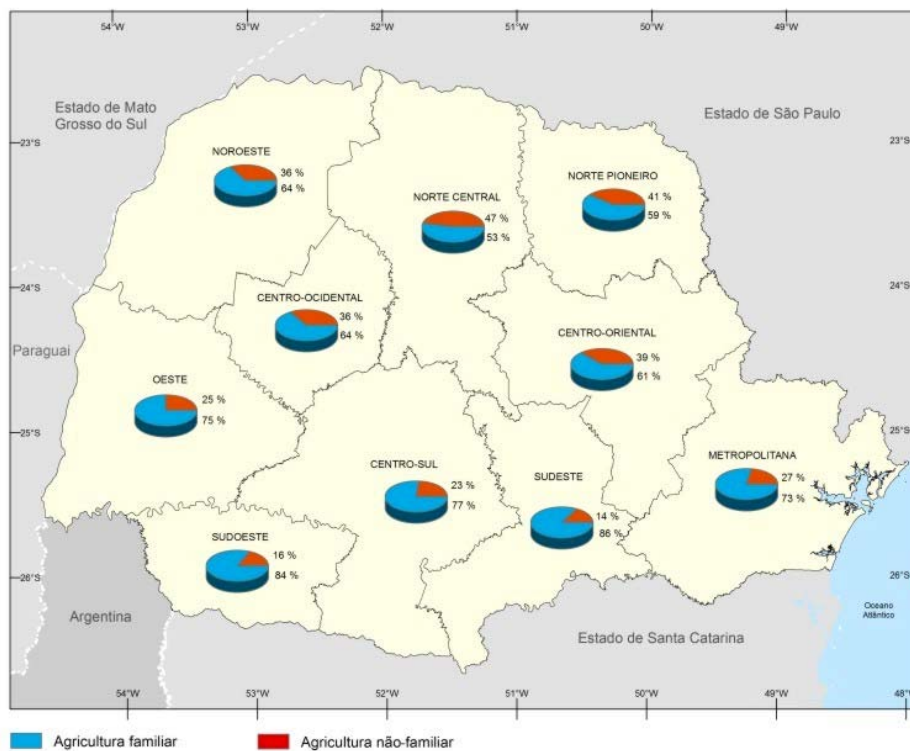 54°W 53°W 52°W 51°W 50°W 49°W
Estado de Mato
Grosso do Sul
Estado de São Paulo
23°S
23°S
NOROESTE
36 %
64 %
NORTE CENTRAL
47 %
53 %
NORTE PIONEIRO
41 %
59 %
24°S
24°S
CENTRO-OCIDENTAL
36 %
64 %
CENTRO-ORIENTAL
39 %
61 %
Paraguai
OESTE
25 %
75 %
25°S
25°S
CENTRO-SUL
23 %
77 %
SUDESTE
14 %
86 %
METROPOLITANA
27 %
73 %
SUDOESTE
16 %
84 %
26°S
26°S
Argentina
Estado de Santa Catarina
Oceano
Atlântico
54°W 53°W 52°W 51°W 50°W 49°W 48°W
Agricultura familiar
Agricultura não-familiar